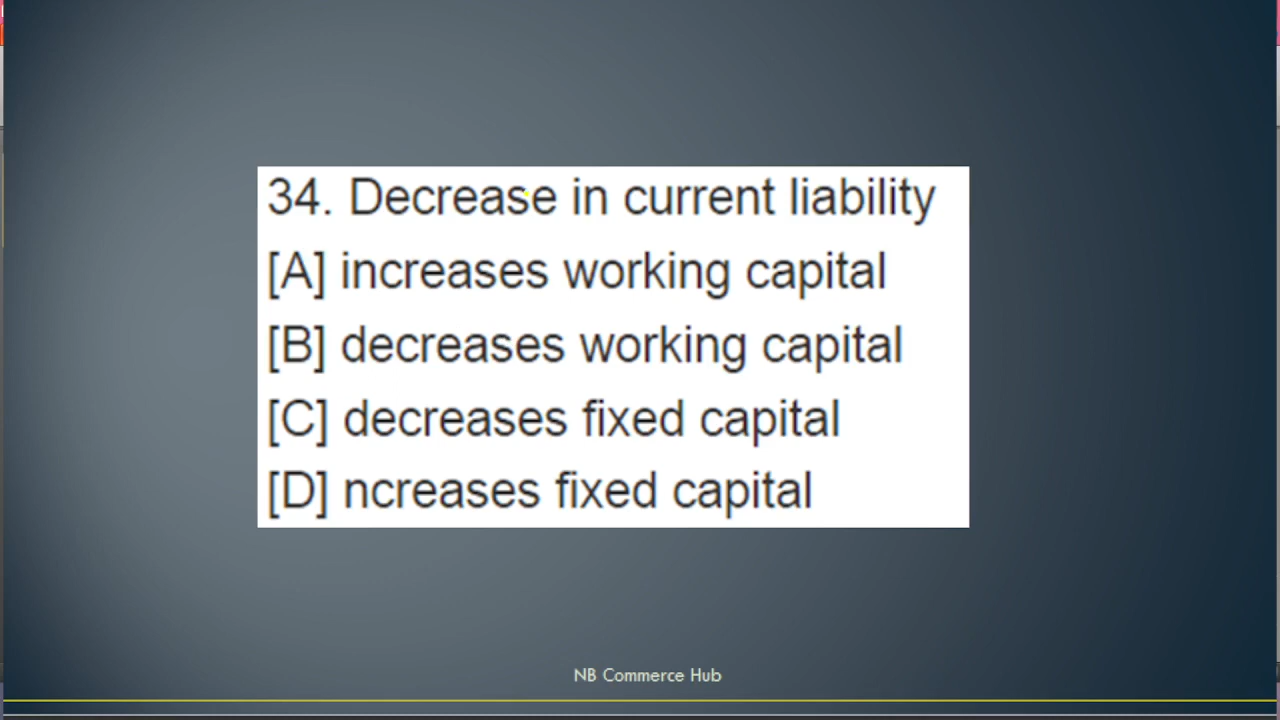 34. Decrease in current liability
[A] increases working capital
[B] decreases working capital
[C] decreases fixed capital
[D] ncreases fixed capital
NB Commerce Hub